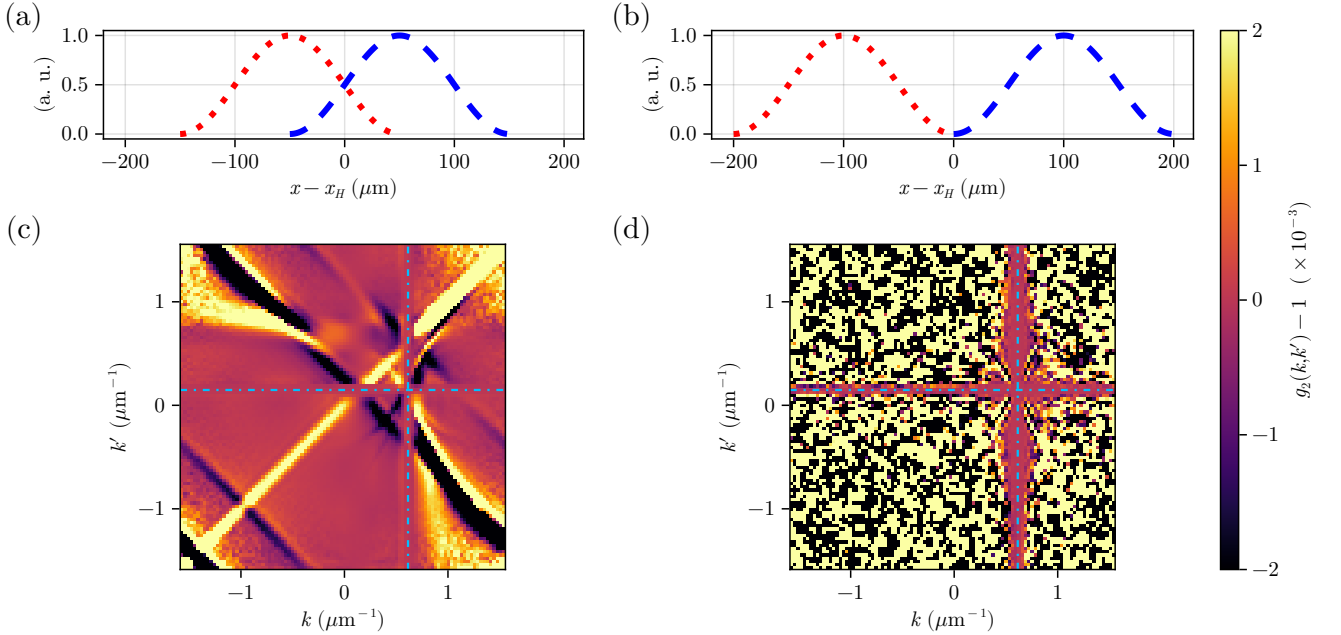 (a)
(b)
(a. u.)
1.0
0.5
0.0
−200
−100
0
100
200
x − x_H (μm)
(a. u.)
1.0
0.5
0.0
−200
−100
0
100
200
x − x_H (μm)
(c)
(d)
k′ (μm⁻¹)
1
0
−1
−1
0
1
k (μm⁻¹)
k′ (μm⁻¹)
1
0
−1
−1
0
1
k (μm⁻¹)
2
1
0
−1
−2
g₂(k,k′) − 1 (×10⁻³)